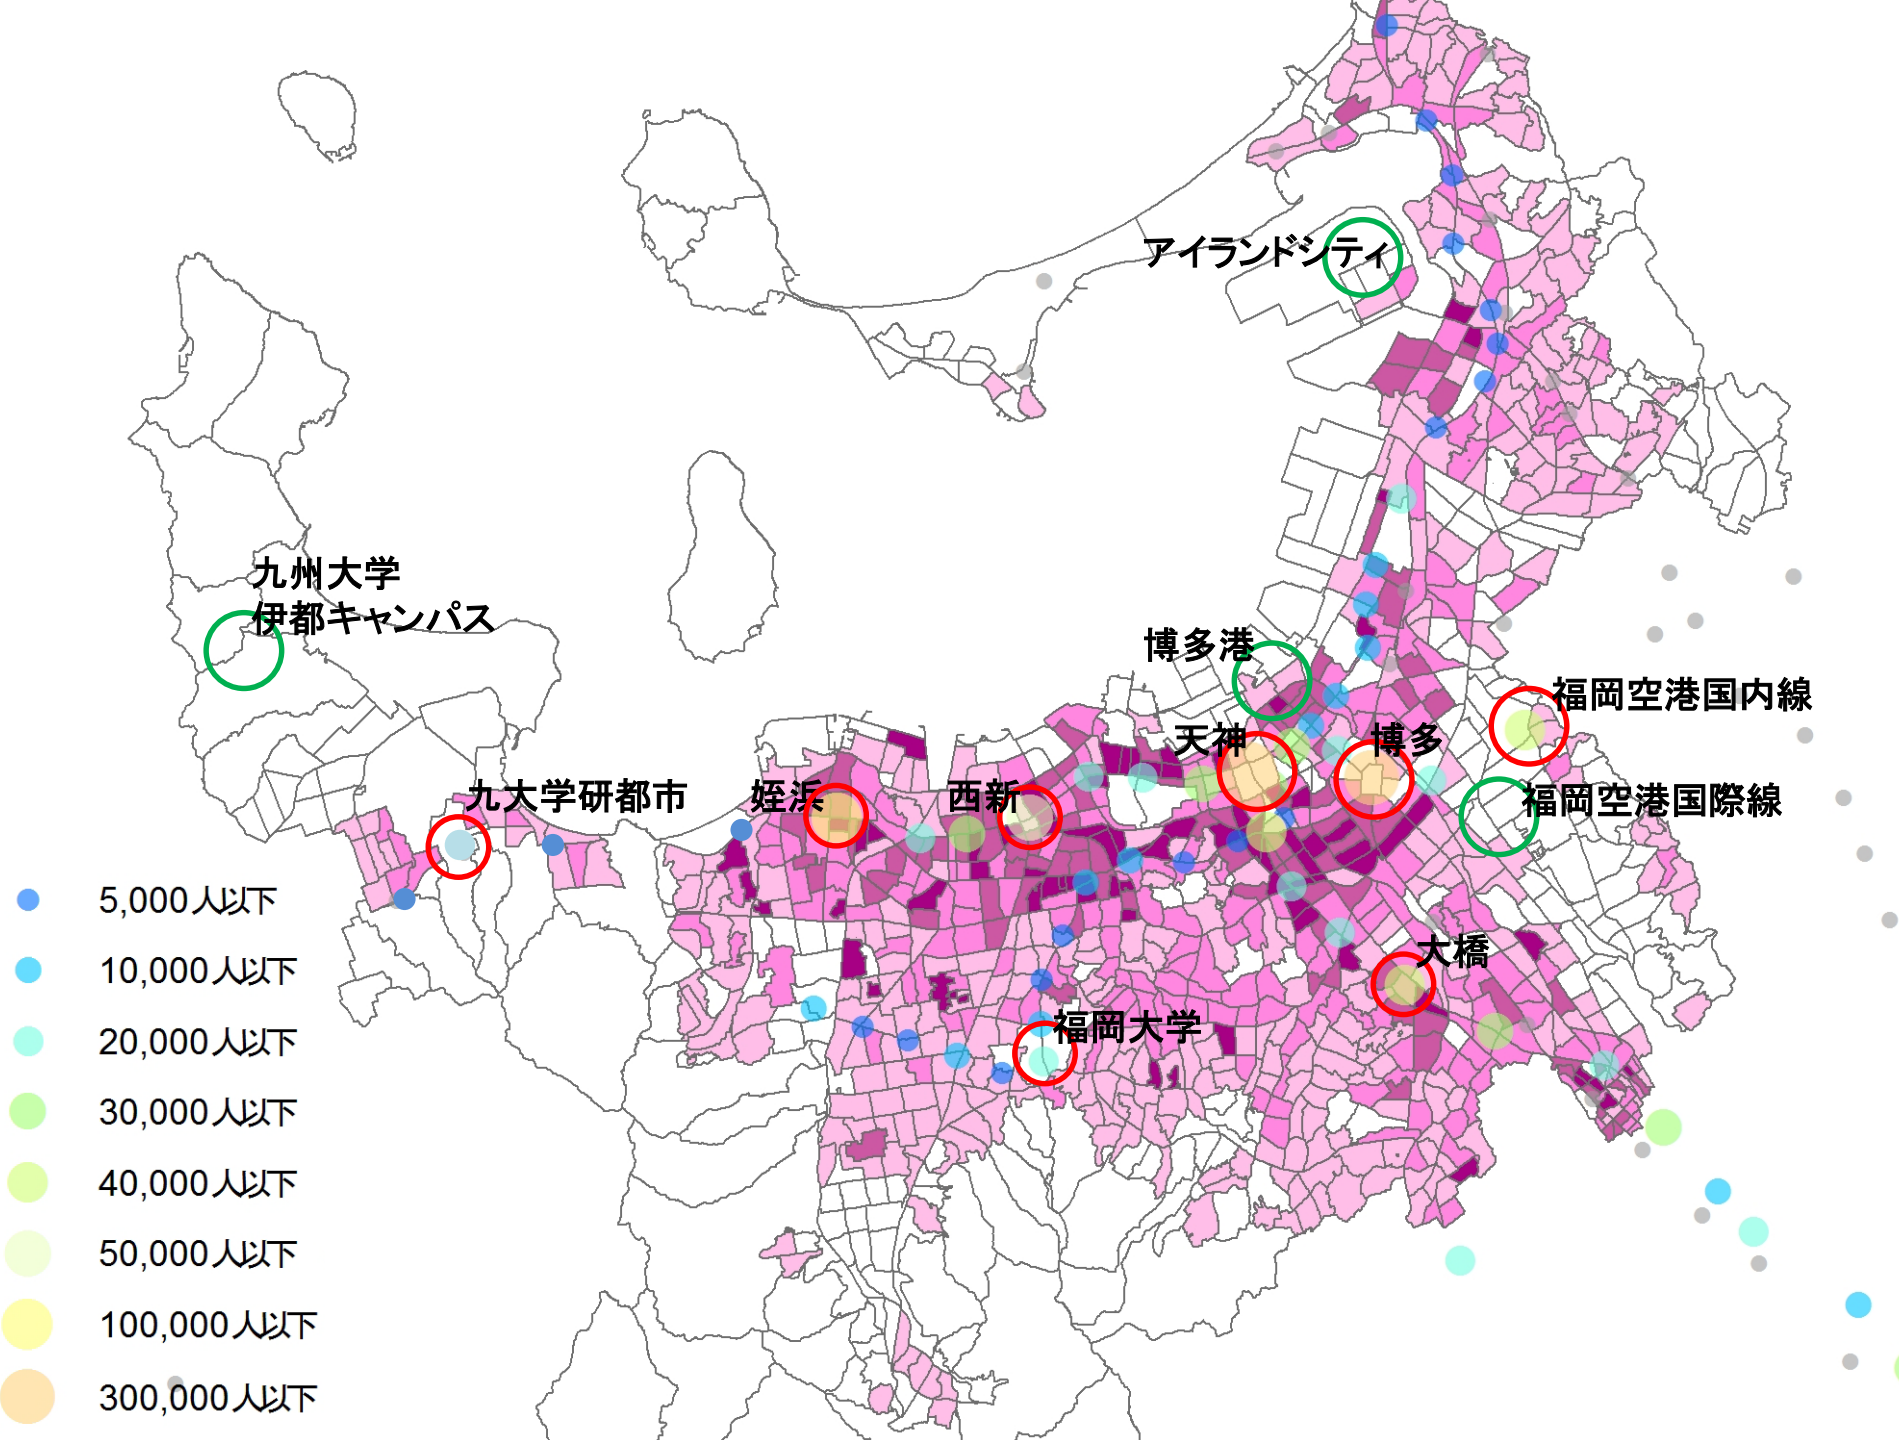 アイランドシティ
九州大学
伊都キャンパス
博多港
福岡空港国内線
天神
博多
九大学研都市
姪浜
西新
福岡空港国際線
大橋
福岡大学
5,000人以下
10,000人以下
20,000人以下
30,000人以下
40,000人以下
50,000人以下
100,000人以下
300,000人以下